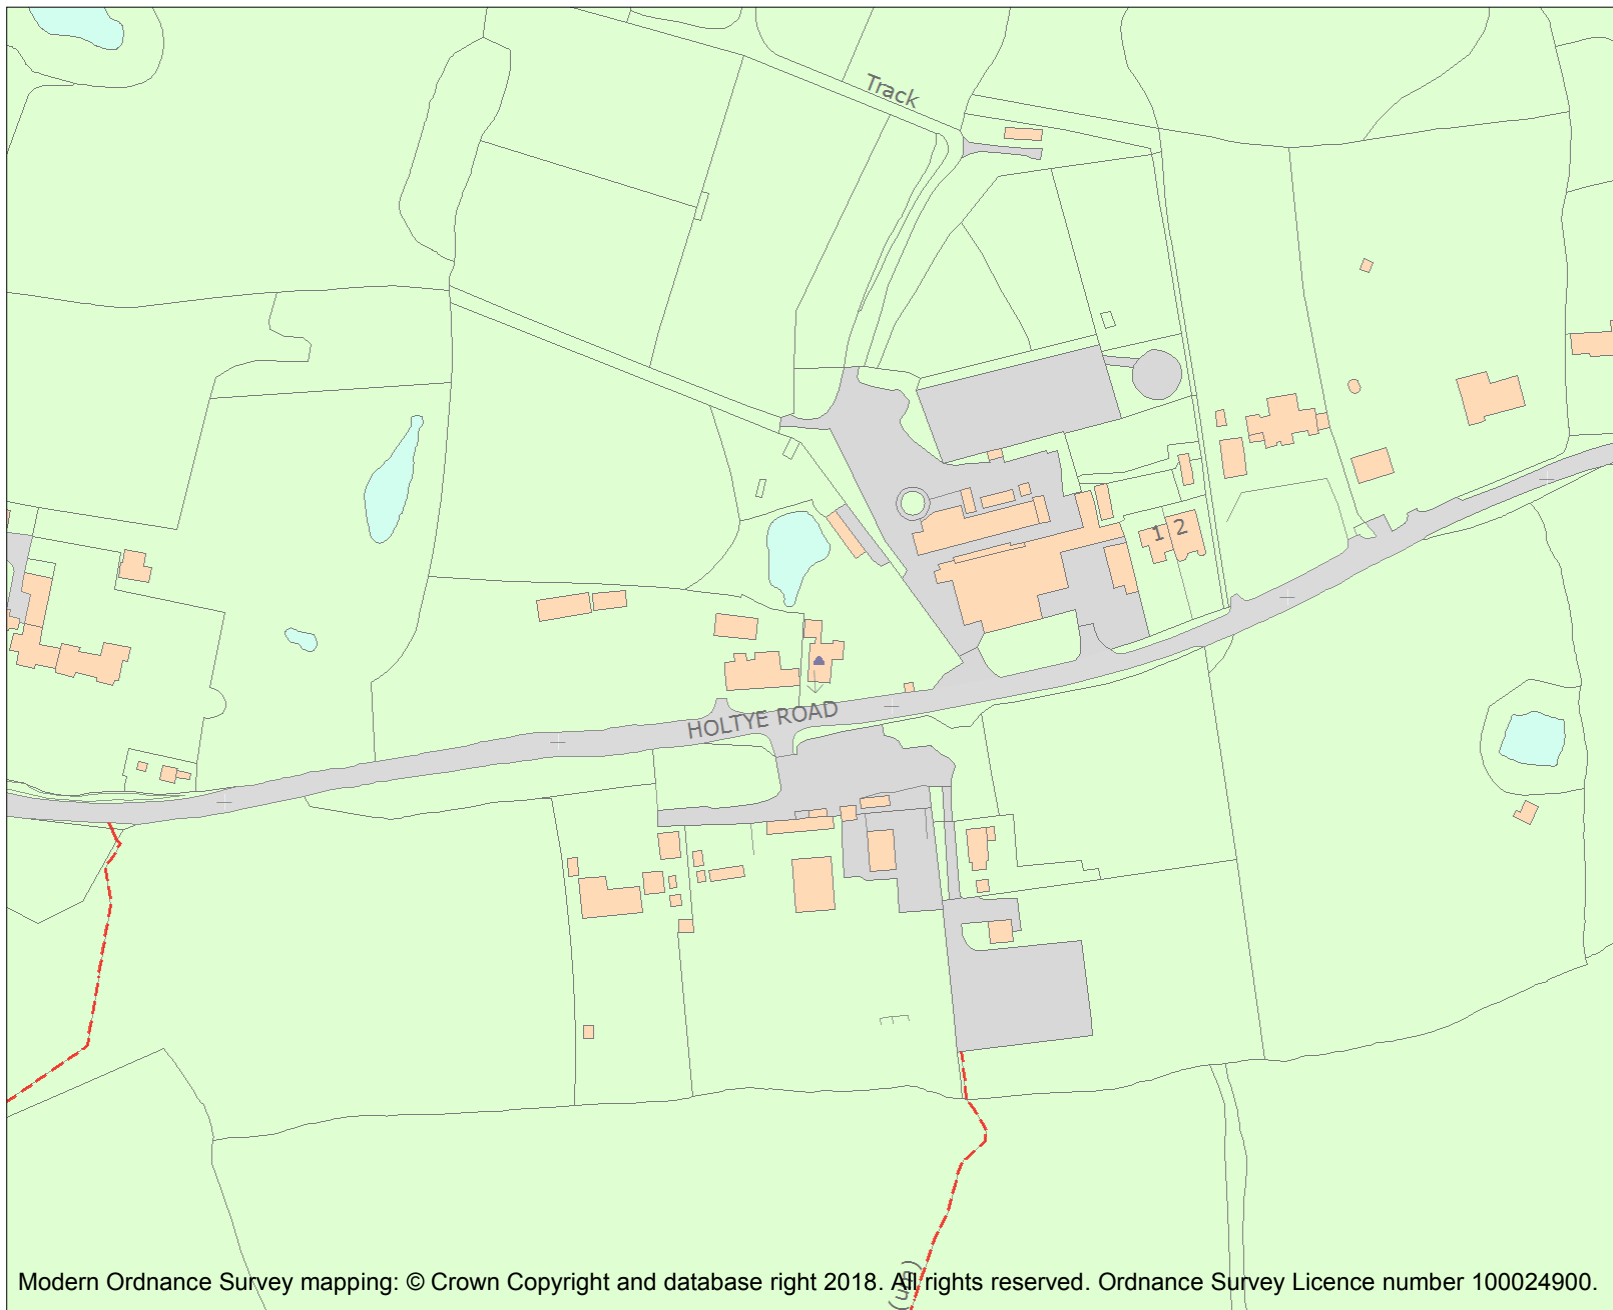 Track
1 2
HOLTYE ROAD
(um)
Modern Ordnance Survey mapping: © Crown Copyright and database right 2018. All rights reserved. Ordnance Survey Licence number 100024900.